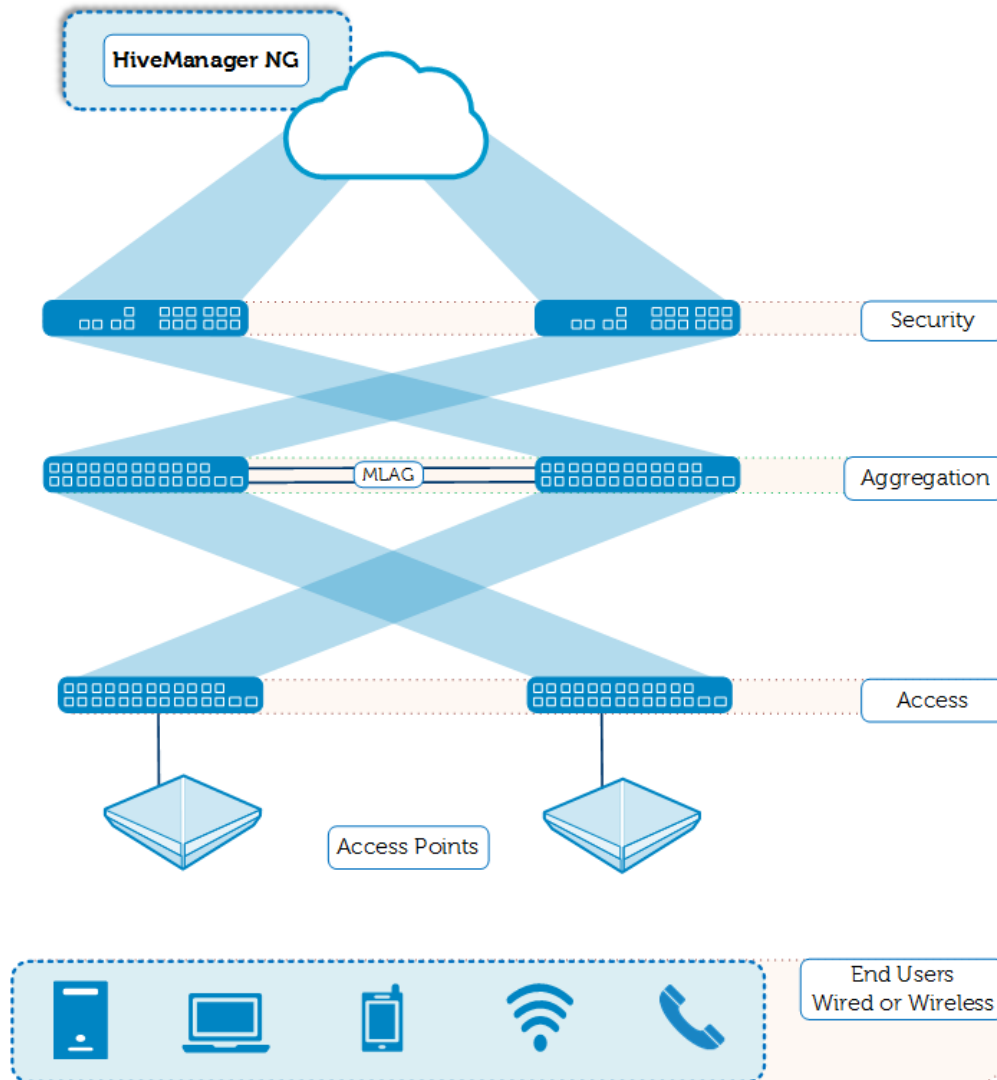 HiveManager NG
Security
MLAG
Aggregation
Access
Access Points
End Users
Wired or Wireless